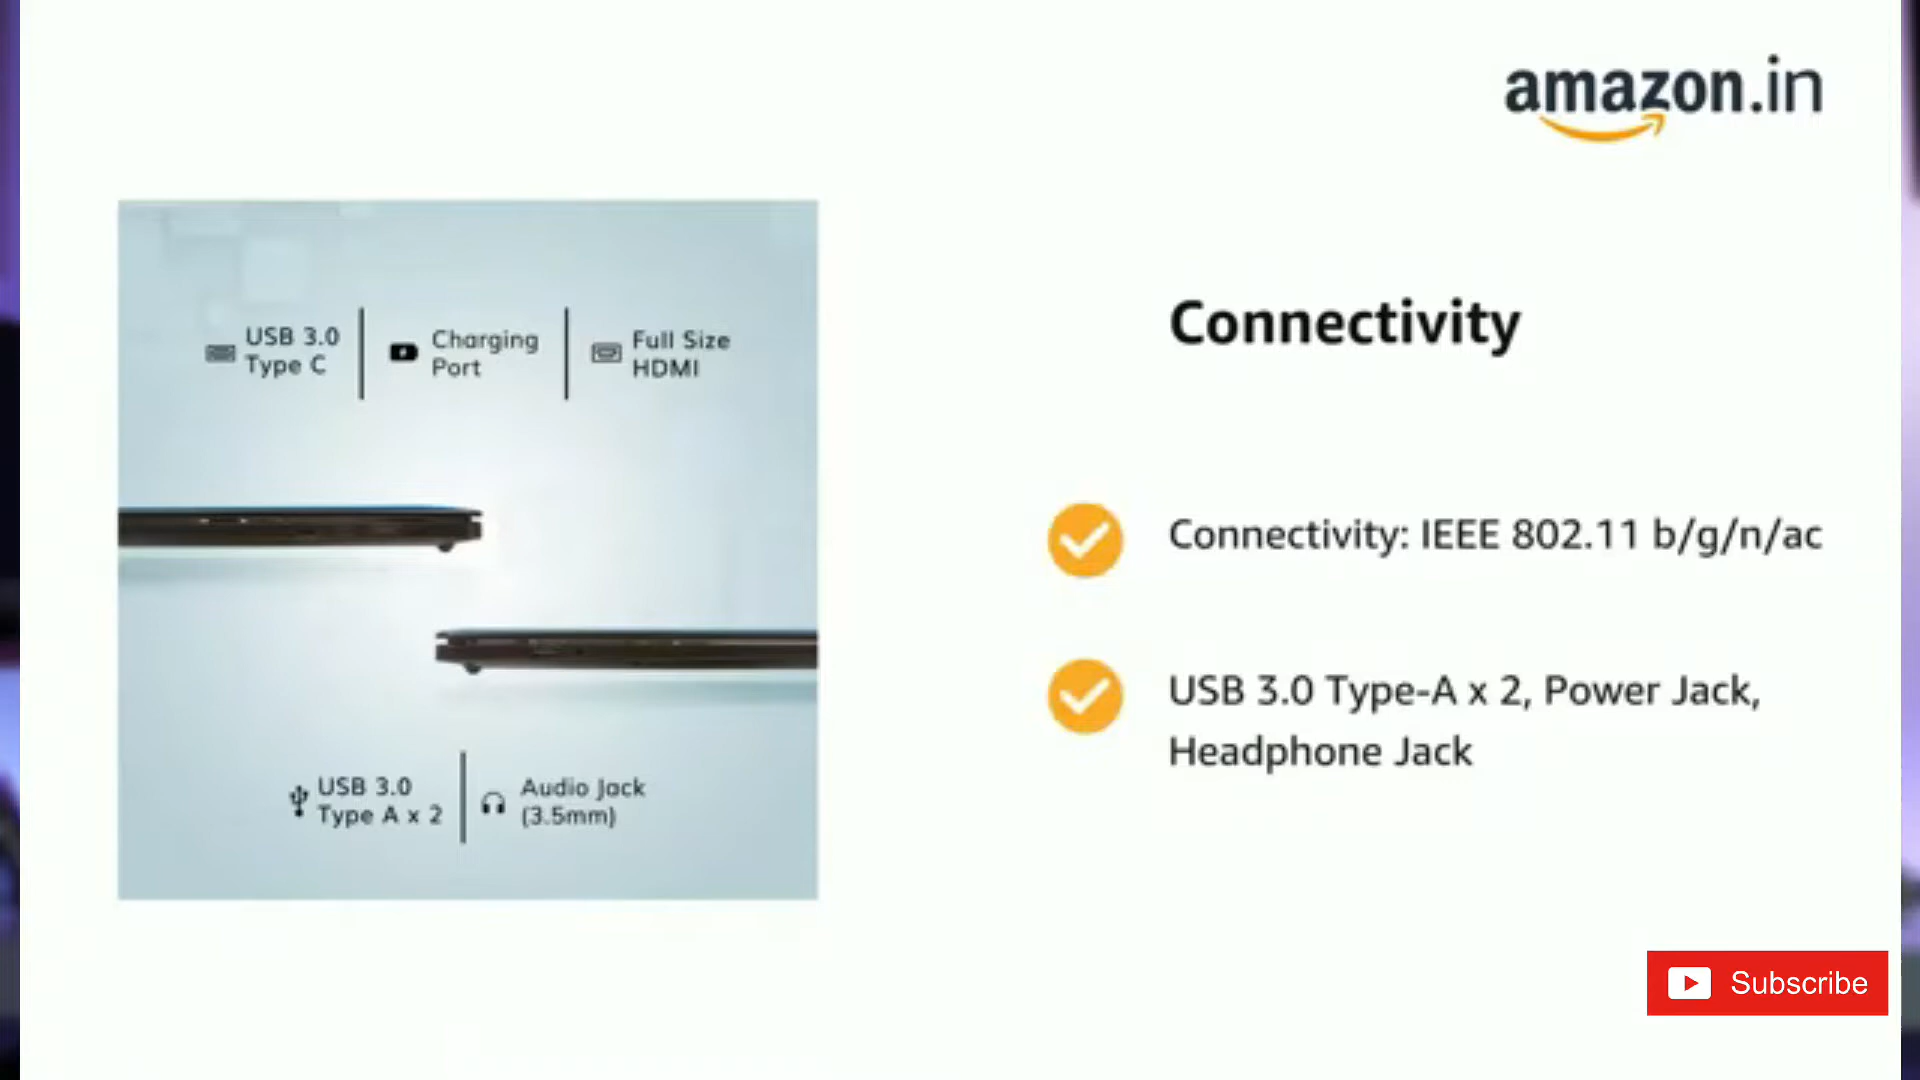 amazon.in
USB 3.0
Type C
Charging
Port
Full Size
HDMI
USB 3.0
Type A x 2
Audio Jack
(3.5mm)
Connectivity
Connectivity: IEEE 802.11 b/g/n/ac
USB 3.0 Type-A x 2, Power Jack,
Headphone Jack
Subscribe